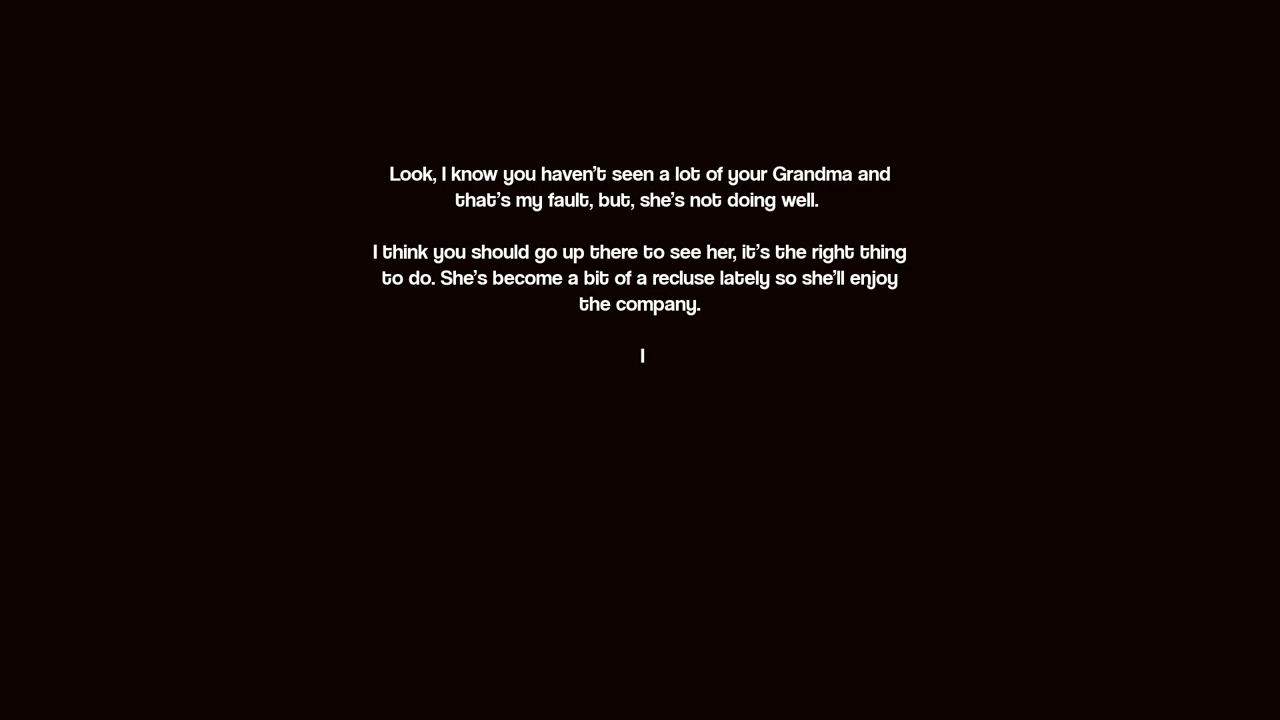 Look, I know you haven’t seen a lot of your Grandma and
that’s my fault, but, she’s not doing well.
I think you should go up there to see her, it’s the right thing
to do. She’s become a bit of a recluse lately so she’ll enjoy
the company.
I